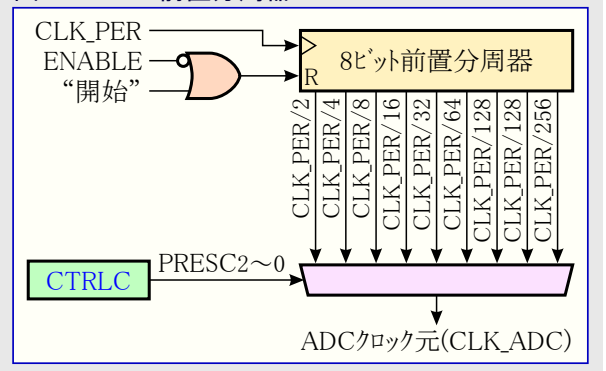 CLK_PER
ENABLE
“開始”
R
8ビット前置分周器
CLK_PER/2
CLK_PER/4
CLK_PER/8
CLK_PER/16
CLK_PER/32
CLK_PER/64
CLK_PER/128
CLK_PER/128
CLK_PER/256
CTRLC
PRESC2～0
ADCクロック元(CLK_ADC)